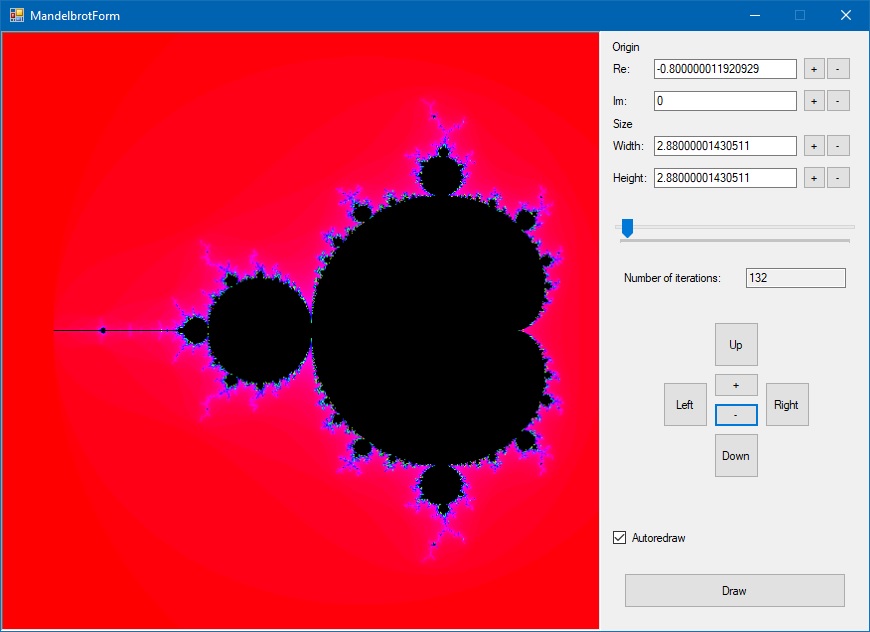 MandelbrotForm
Origin
Re: -0.800000011920929 + -
Im: 0 + -
Size
Width: 2.88000001430511 + -
Height: 2.88000001430511 + -
Number of iterations: 132
Up
+
Left Right
-
Down
Autoredraw
Draw